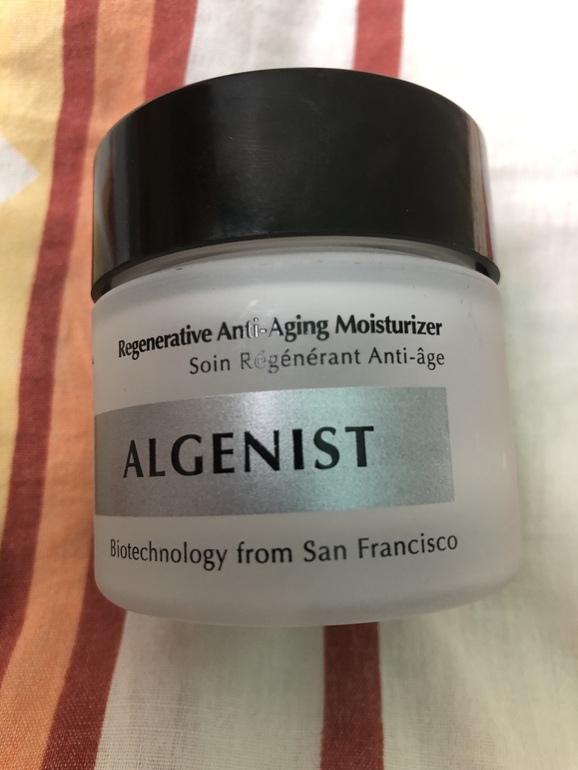 Regenerative Anti-Aging Moisturizer
Soin Régénérant Anti-âge
ALGENIST
Biotechnology from San Francisco